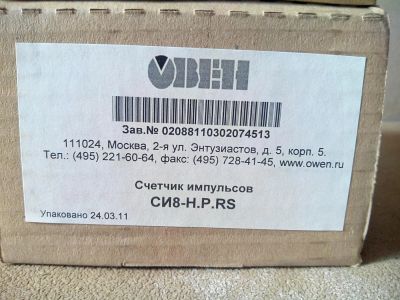 ОВЕН
Зав.№ 02088110302074513
111024, Москва, 2-я ул. Энтузиастов, д. 5, корп. 5.
Тел.: (495) 221-60-64, факс: (495) 728-41-45, www.owen.ru
Счетчик импульсов
СИ8-Н.Р.RS
Упаковано 24.03.11